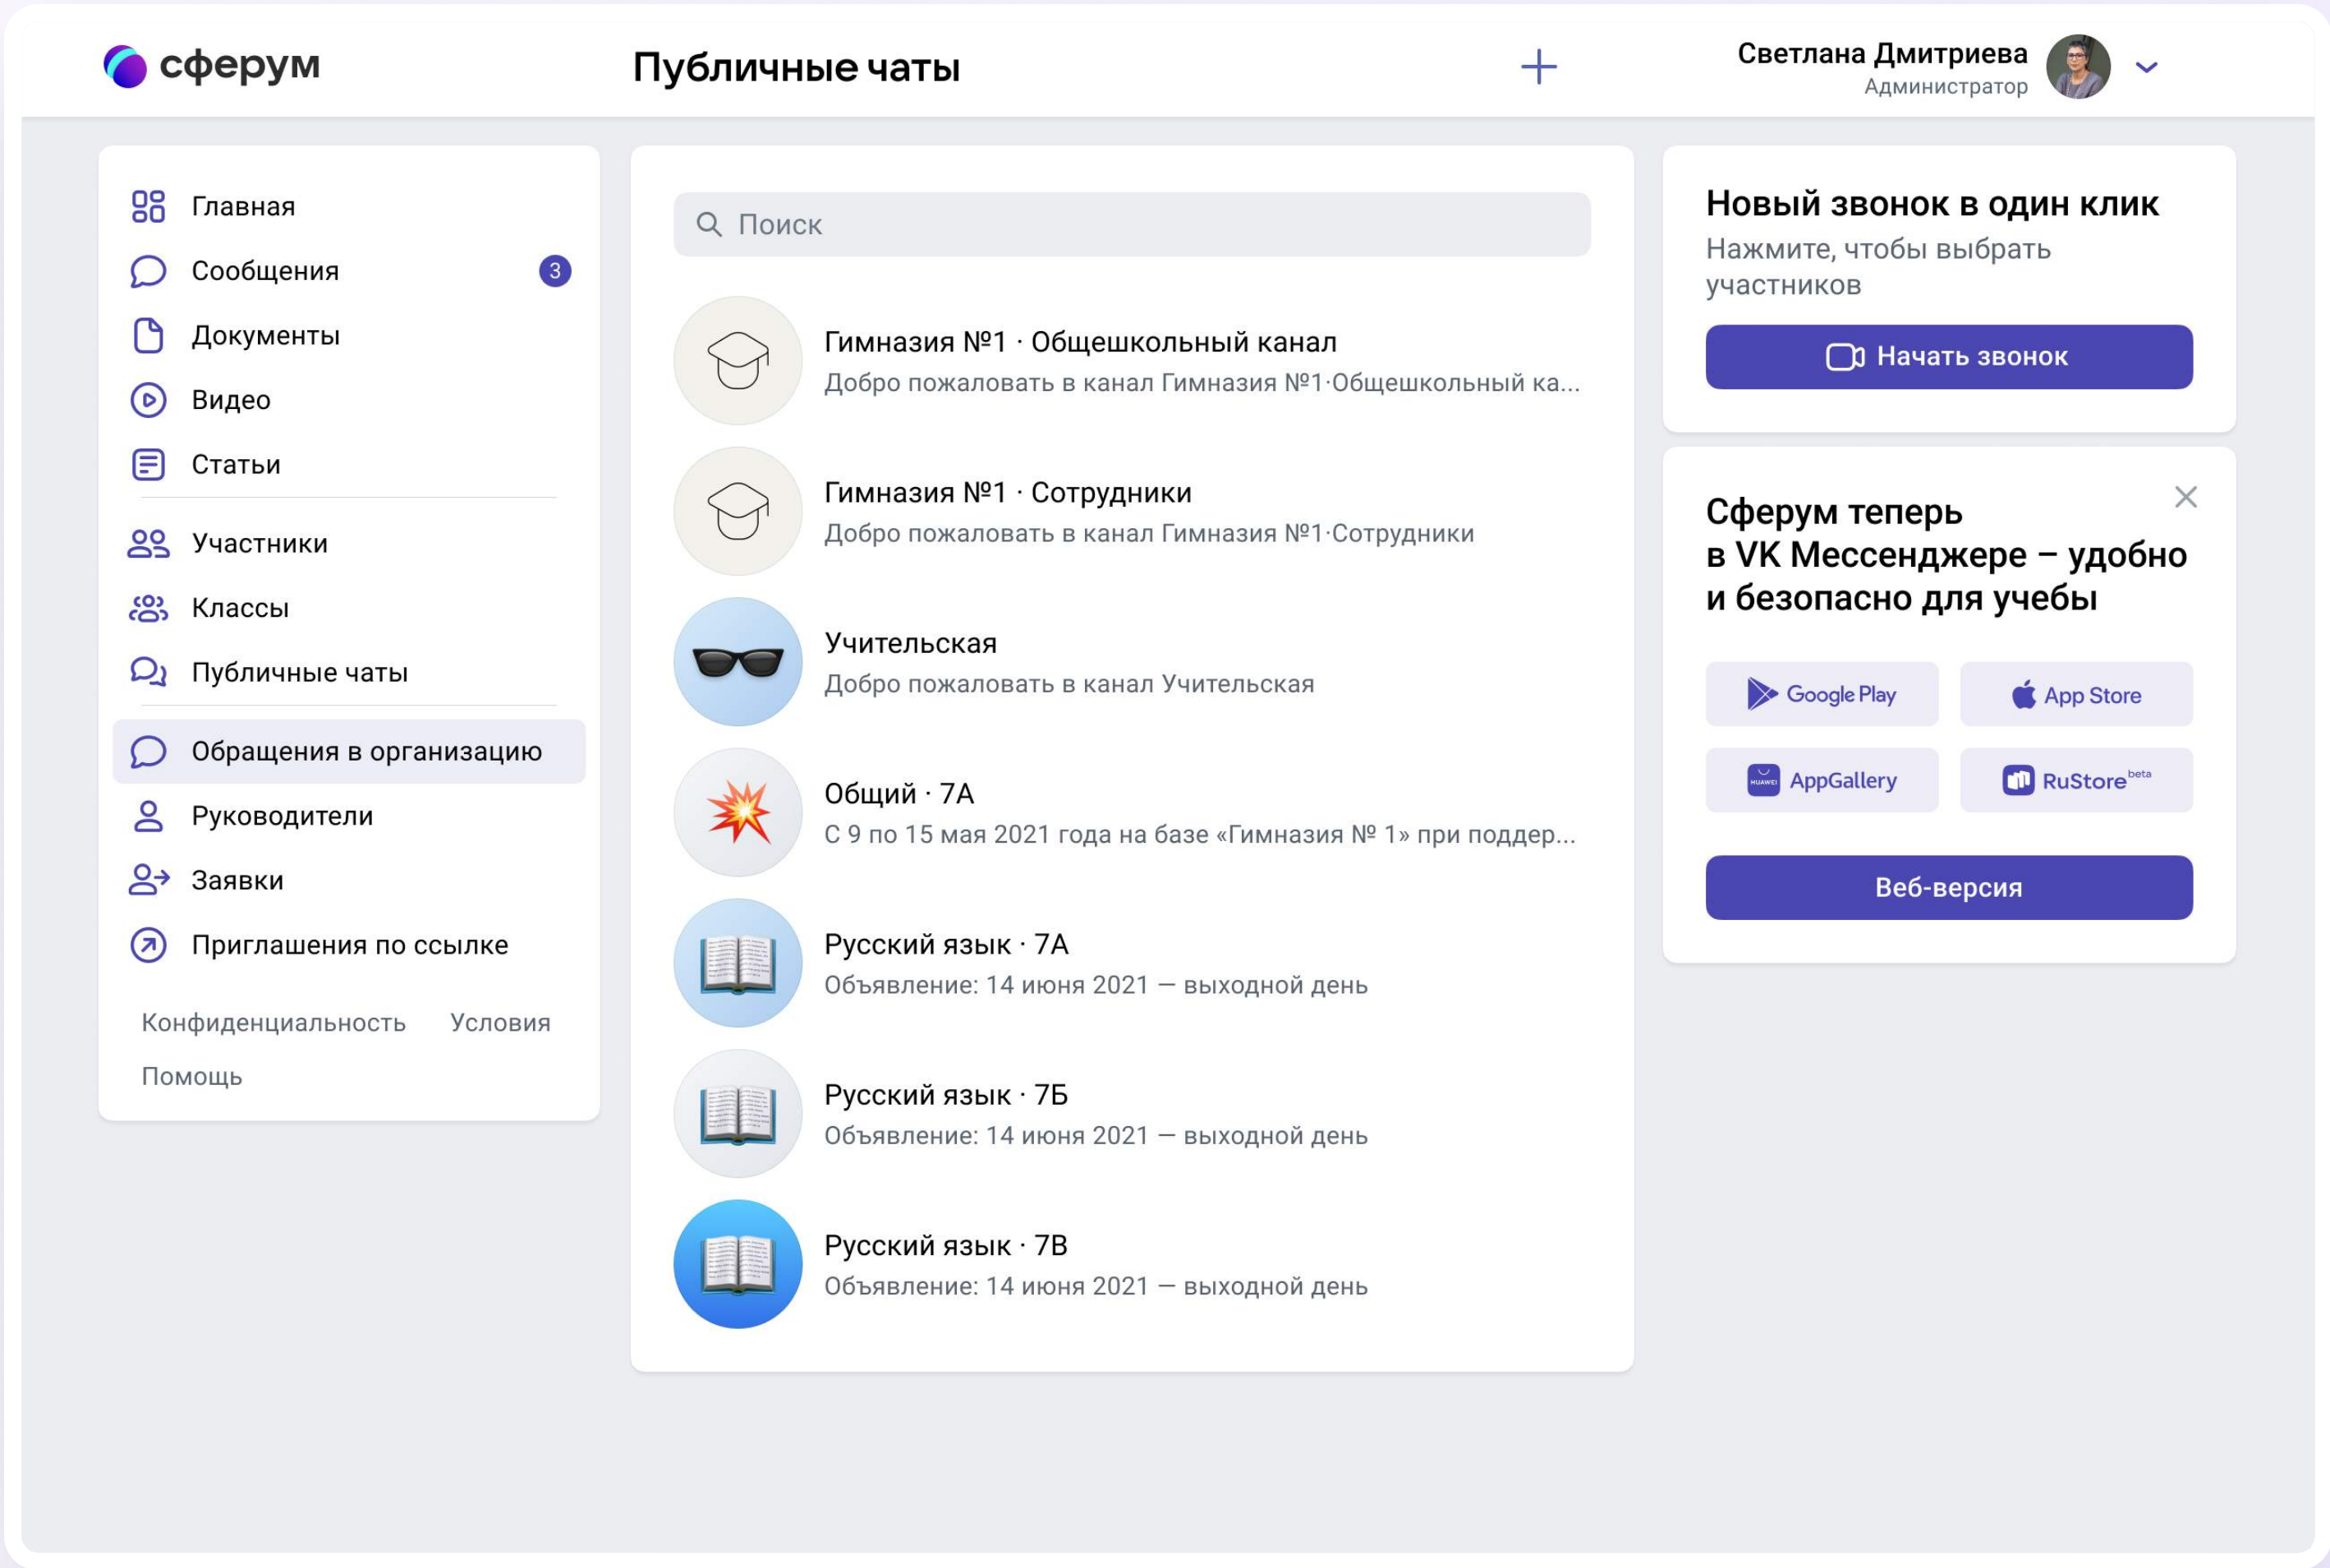 сферум
Публичные чаты
Светлана Дмитриева
Администратор
Главная
Сообщения
3
Документы
Видео
Статьи
Участники
Классы
Публичные чаты
Обращения в организацию
Руководители
Заявки
Приглашения по ссылке
Конфиденциальность Условия
Помощь
Поиск
Гимназия №1 · Общешкольный канал
Добро пожаловать в канал Гимназия №1·Общешкольный ка...
Гимназия №1 · Сотрудники
Добро пожаловать в канал Гимназия №1·Сотрудники
Учительская
Добро пожаловать в канал Учительская
Общий · 7А
С 9 по 15 мая 2021 года на базе «Гимназия № 1» при поддер...
Русский язык · 7А
Объявление: 14 июня 2021 — выходной день
Русский язык · 7Б
Объявление: 14 июня 2021 — выходной день
Русский язык · 7В
Объявление: 14 июня 2021 — выходной день
Новый звонок в один клик
Нажмите, чтобы выбрать
участников
Начать звонок
Сферум теперь
в VK Мессенджере – удобно
и безопасно для учебы
Google Play
App Store
HUAWEI AppGallery
RuStore beta
Веб-версия